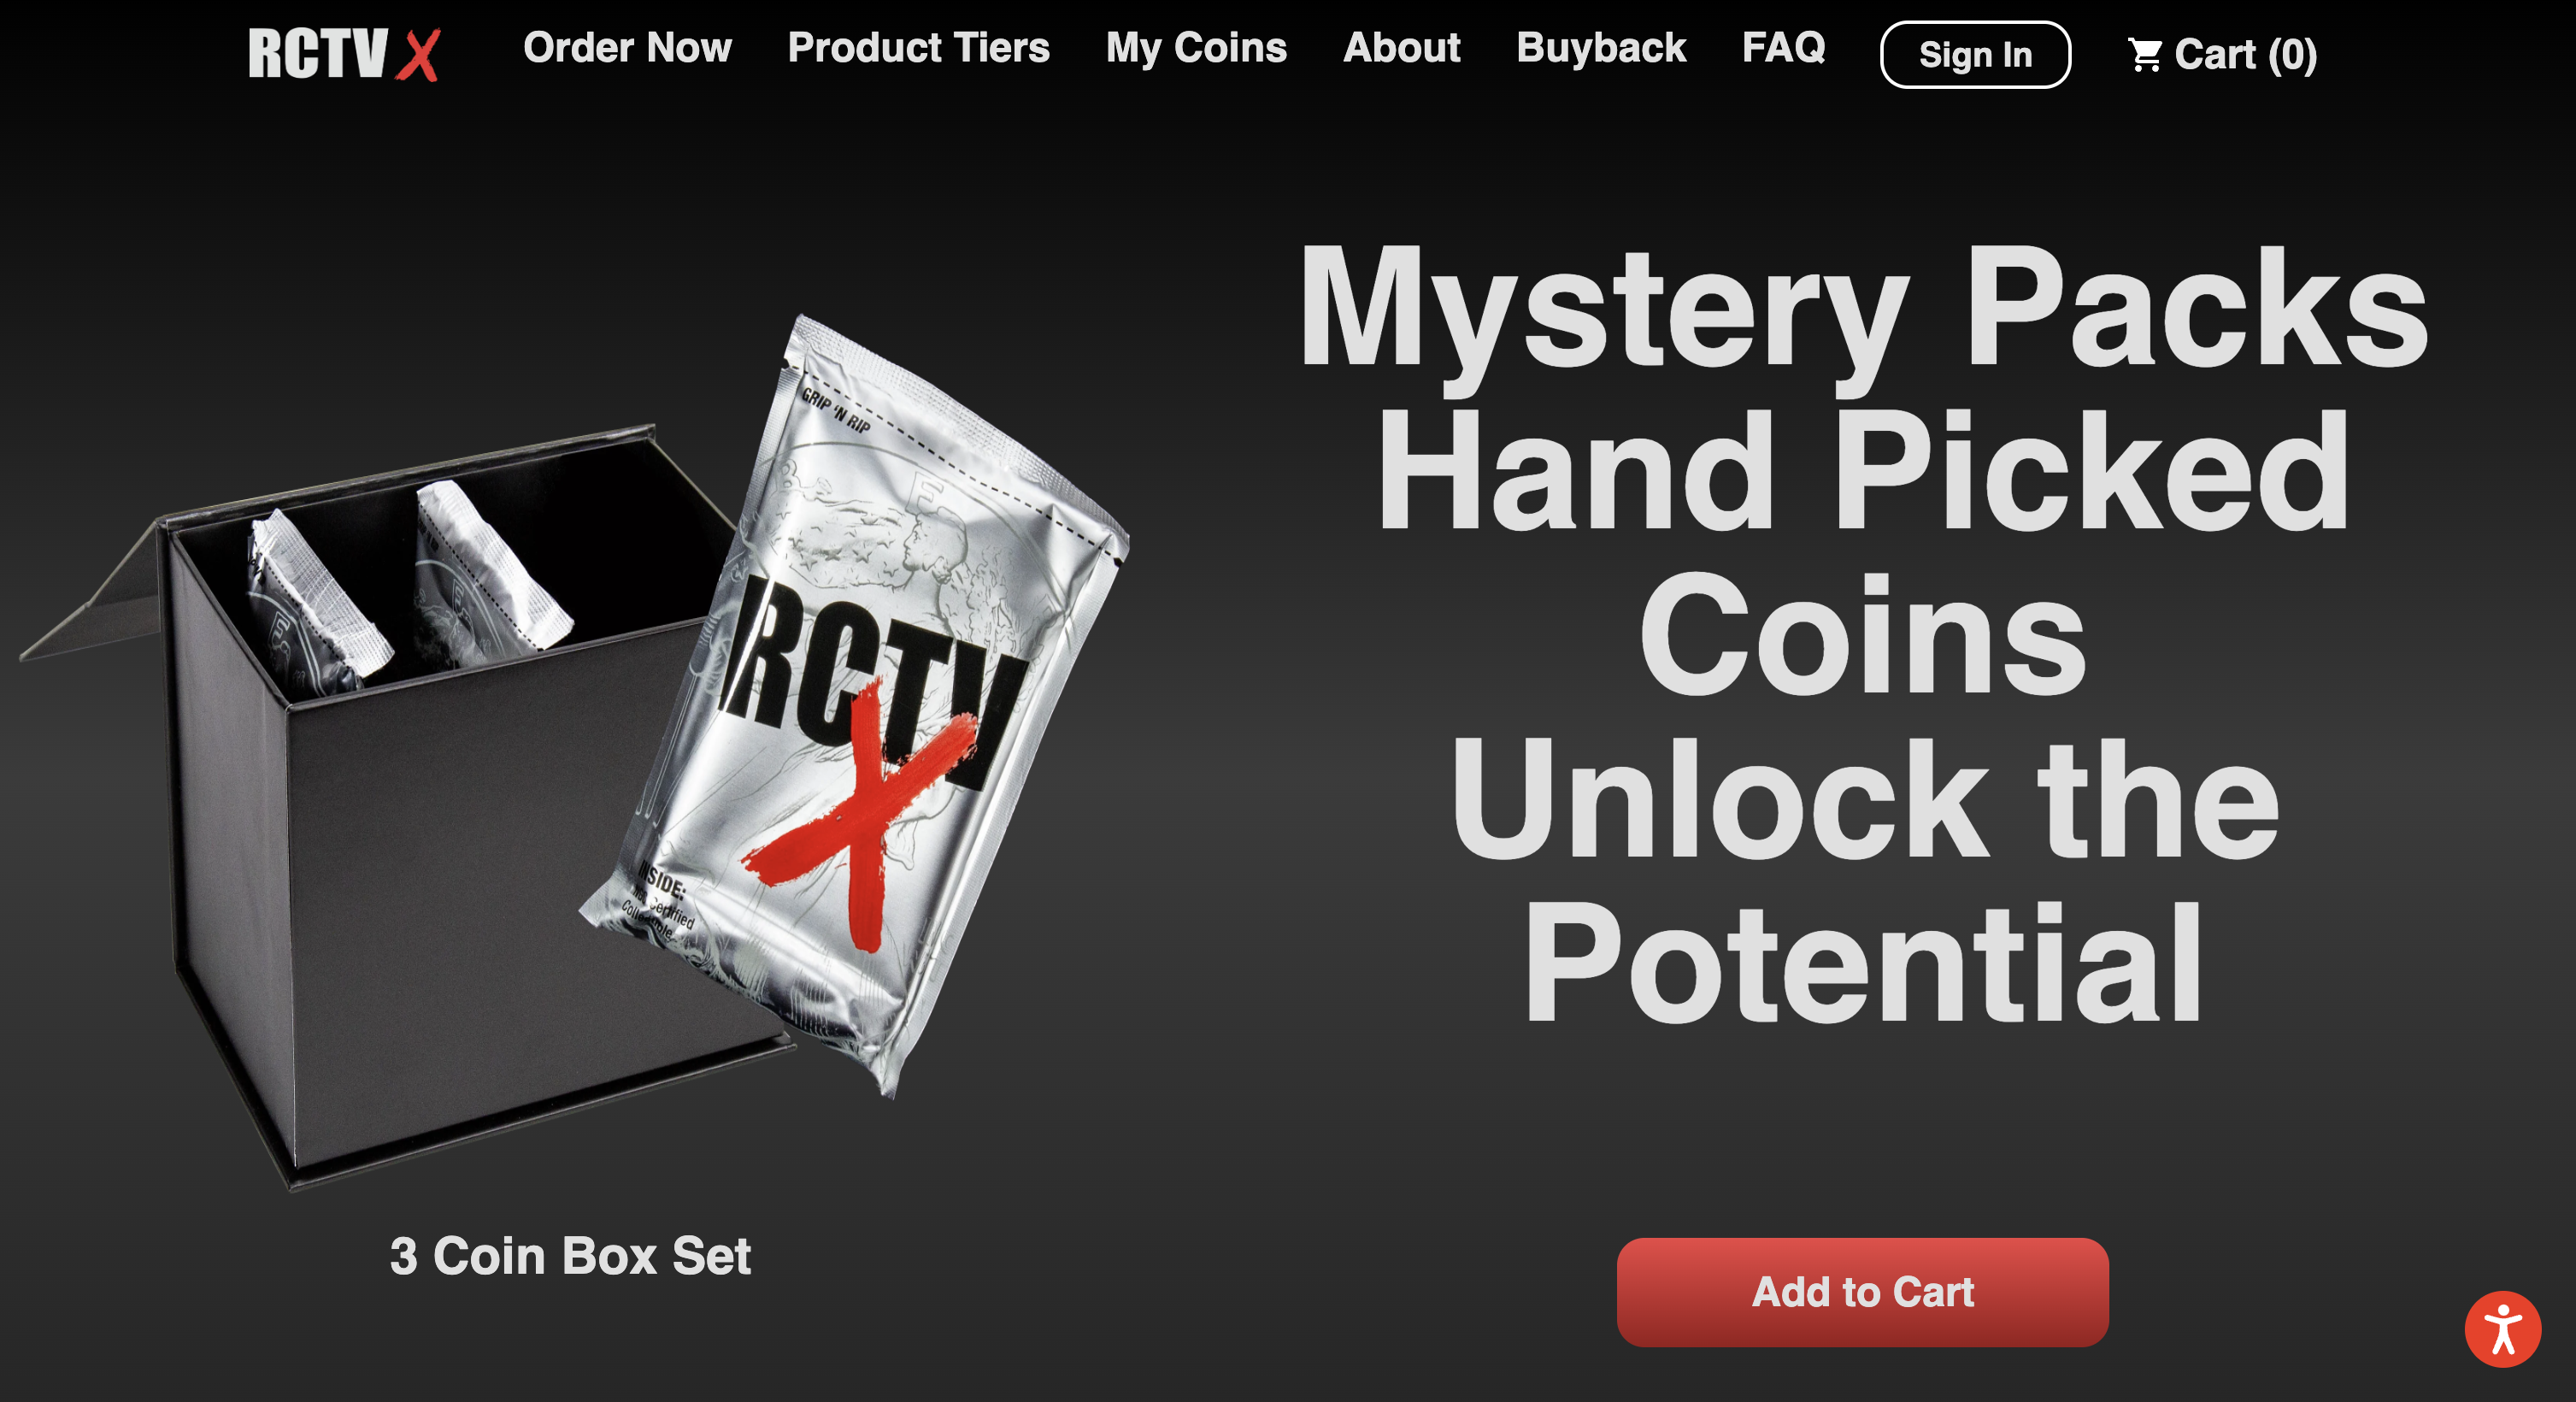 RCTV X
Order Now
Product Tiers
My Coins
About
Buyback
FAQ
Sign In
Cart (0)
GRIP 'N RIP
RCTV
X
INSIDE:
Certified
Mystery Packs
Hand Picked
Coins
Unlock the
Potential
3 Coin Box Set
Add to Cart